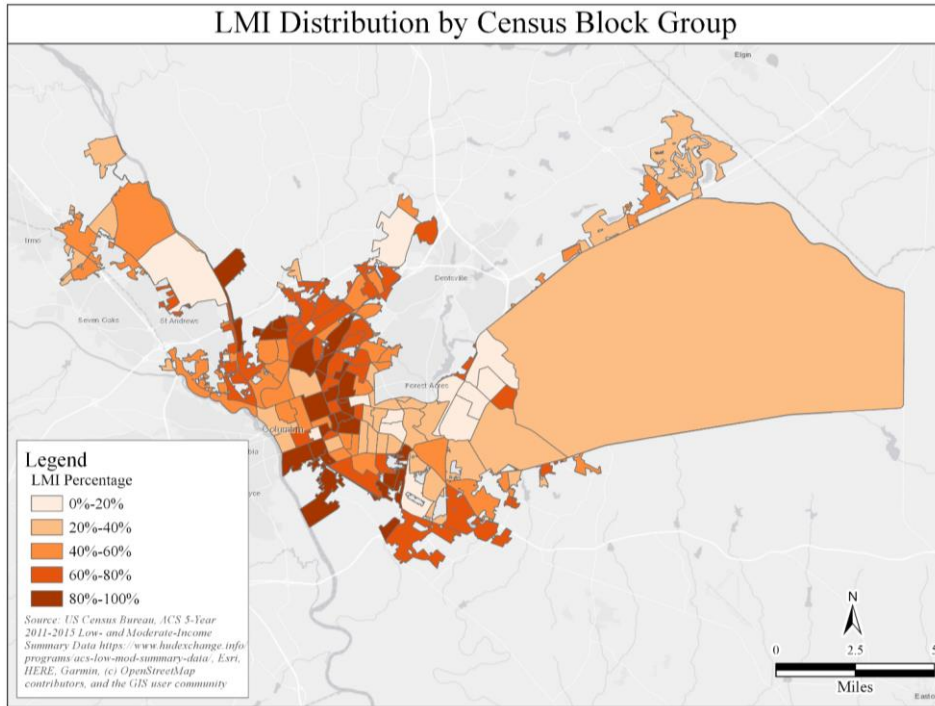 LMI Distribution by Census Block Group
Elgin
Irmo
Dentsville
Seven Oaks
St Andrews
Forest Acres
Columbia
Legend
LMI Percentage
0%-20%
20%-40%
40%-60%
60%-80%
80%-100%
Source: US Census Bureau, ACS 5-Year
2011-2015 Low- and Moderate-Income
Summary Data https://www.hudexchange.info/
programs/acs-low-mod-summary-data/, Esri,
HERE, Garmin, (c) OpenStreetMap
contributors, and the GIS user community
N
0 2.5 5
Miles